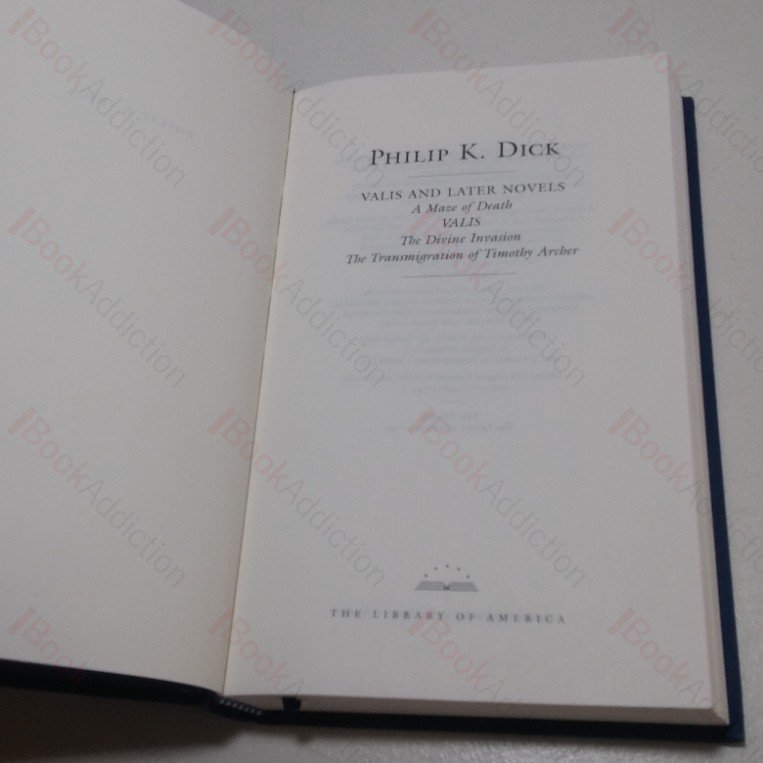 PHILIP K. DICK
VALIS AND LATER NOVELS
A Maze of Death
VALIS
The Divine Invasion
The Transmigration of Timothy Archer
THE LIBRARY OF AMERICA
BookAddiction